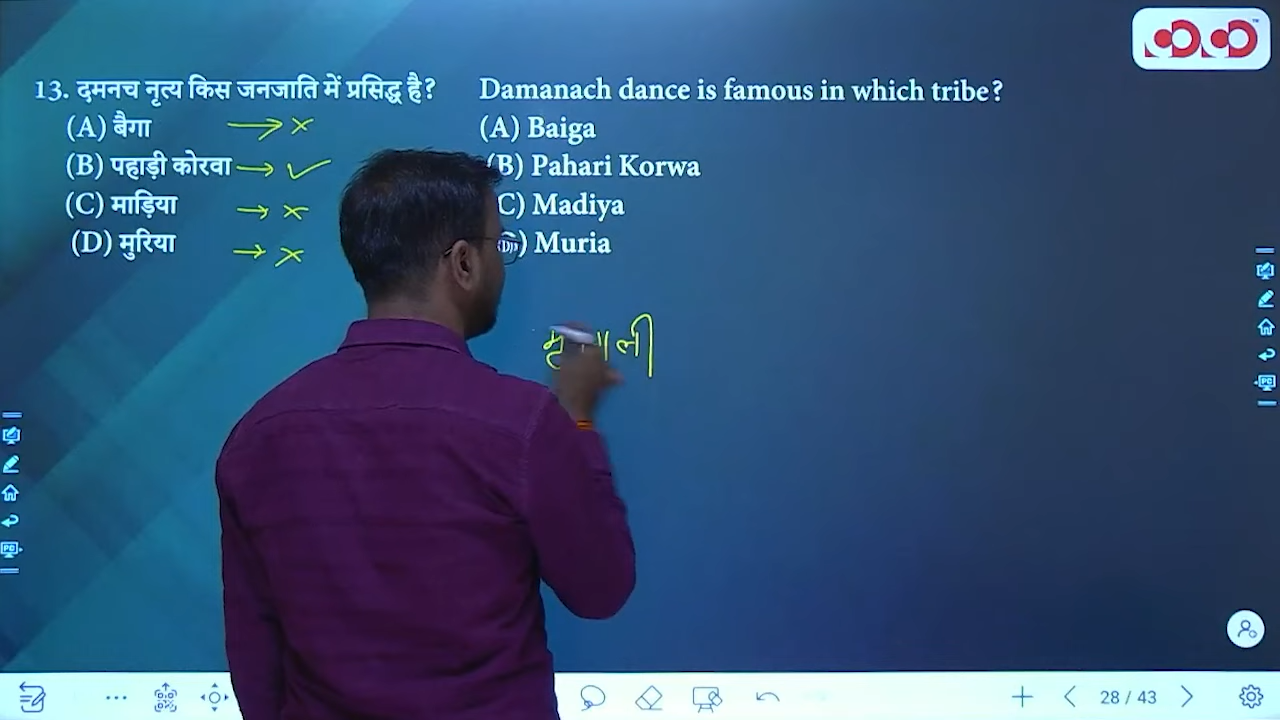 13. दमनच नृत्य किस जनजाति में प्रसिद्ध है?
(A) बैगा
(B) पहाड़ी कोरवा
(C) माड़िया
(D) मुरिया
Damanach dance is famous in which tribe?
(A) Baiga
(B) Pahari Korwa
C) Madiya
) Muria
28 / 43